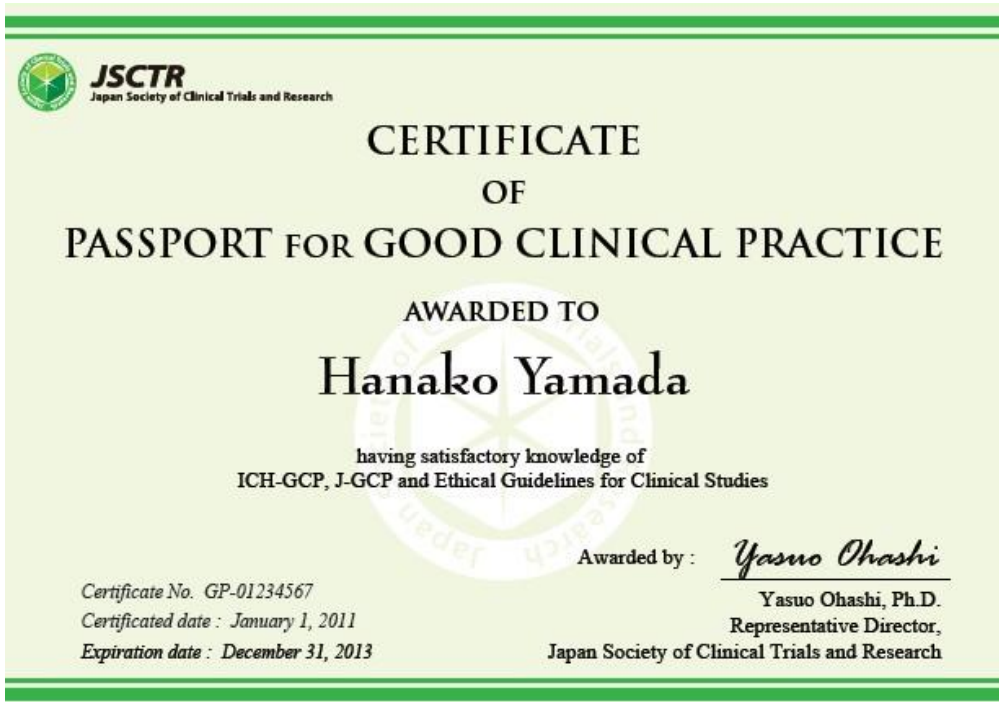 JSCTR
Japan Society of Clinical Trials and Research
CERTIFICATE
OF
PASSPORT FOR GOOD CLINICAL PRACTICE
AWARDED TO
Hanako Yamada
having satisfactory knowledge of
ICH-GCP, J-GCP and Ethical Guidelines for Clinical Studies
Awarded by : Yasuo Ohashi
Certificate No. GP-01234567
Yasuo Ohashi, Ph.D.
Certificated date : January 1, 2011
Representative Director,
Expiration date : December 31, 2013
Japan Society of Clinical Trials and Research